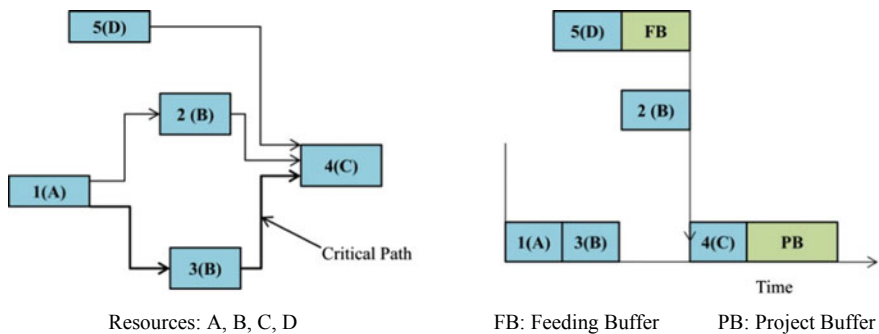 5(D)
2 (B)
4(C)
1(A)
3(B)
Critical Path
Resources: A, B, C, D
5(D) FB
2 (B)
1(A) 3(B) 4(C) PB
Time
FB: Feeding Buffer PB: Project Buffer